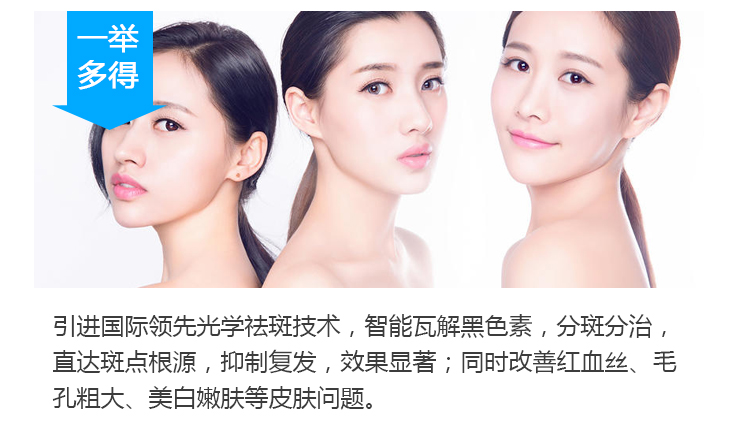 一举
多得
引进国际领先光学祛斑技术，智能瓦解黑色素，分斑分治，
直达斑点根源，抑制复发，效果显著；同时改善红血丝、毛
孔粗大、美白嫩肤等皮肤问题。